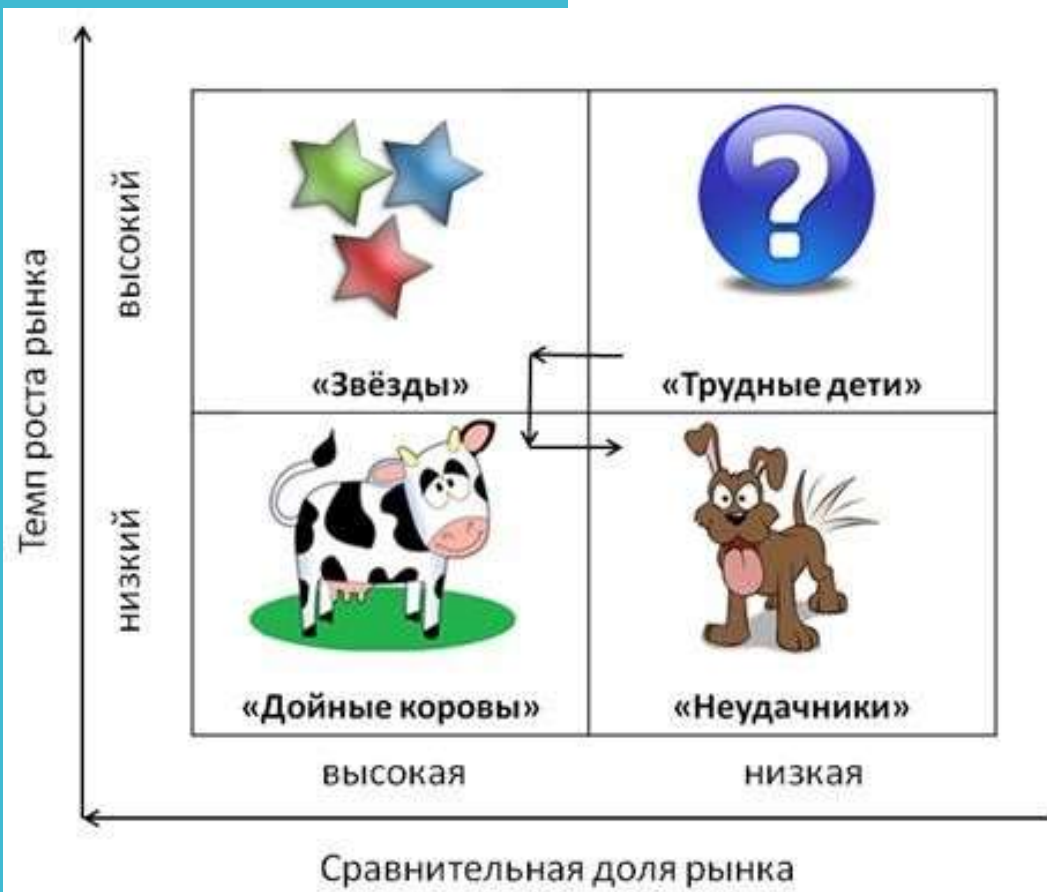 Темп роста рынка
высокий
низкий
?
«Звёзды»
«Трудные дети»
«Дойные коровы»
«Неудачники»
высокая
низкая
Сравнительная доля рынка